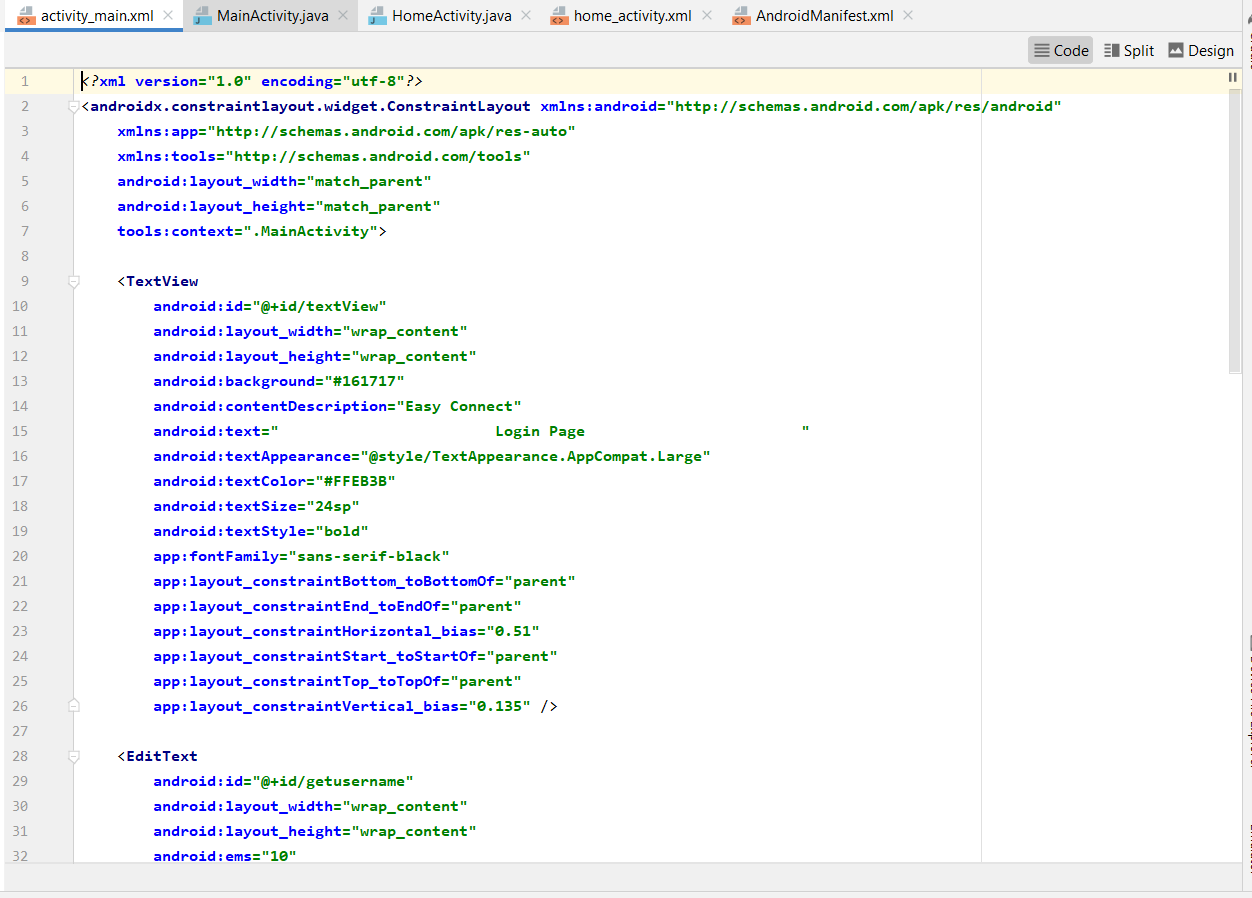 activity_main.xml MainActivity.java HomeActivity.java home_activity.xml AndroidManifest.xml
Code Split Design
1 <?xml version="1.0" encoding="utf-8"?>
2 <androidx.constraintlayout.widget.ConstraintLayout xmlns:android="http://schemas.android.com/apk/res/android"
3 xmlns:app="http://schemas.android.com/apk/res-auto"
4 xmlns:tools="http://schemas.android.com/tools"
5 android:layout_width="match_parent"
6 android:layout_height="match_parent"
7 tools:context=".MainActivity">
8
9 <TextView
10 android:id="@+id/textView"
11 android:layout_width="wrap_content"
12 android:layout_height="wrap_content"
13 android:background="#161717"
14 android:contentDescription="Easy Connect"
15 android:text="                        Login Page                        "
16 android:textAppearance="@style/TextAppearance.AppCompat.Large"
17 android:textColor="#FFEB3B"
18 android:textSize="24sp"
19 android:textStyle="bold"
20 app:fontFamily="sans-serif-black"
21 app:layout_constraintBottom_toBottomOf="parent"
22 app:layout_constraintEnd_toEndOf="parent"
23 app:layout_constraintHorizontal_bias="0.51"
24 app:layout_constraintStart_toStartOf="parent"
25 app:layout_constraintTop_toTopOf="parent"
26 app:layout_constraintVertical_bias="0.135" />
27
28 <EditText
29 android:id="@+id/getusername"
30 android:layout_width="wrap_content"
31 android:layout_height="wrap_content"
32 android:ems="10"